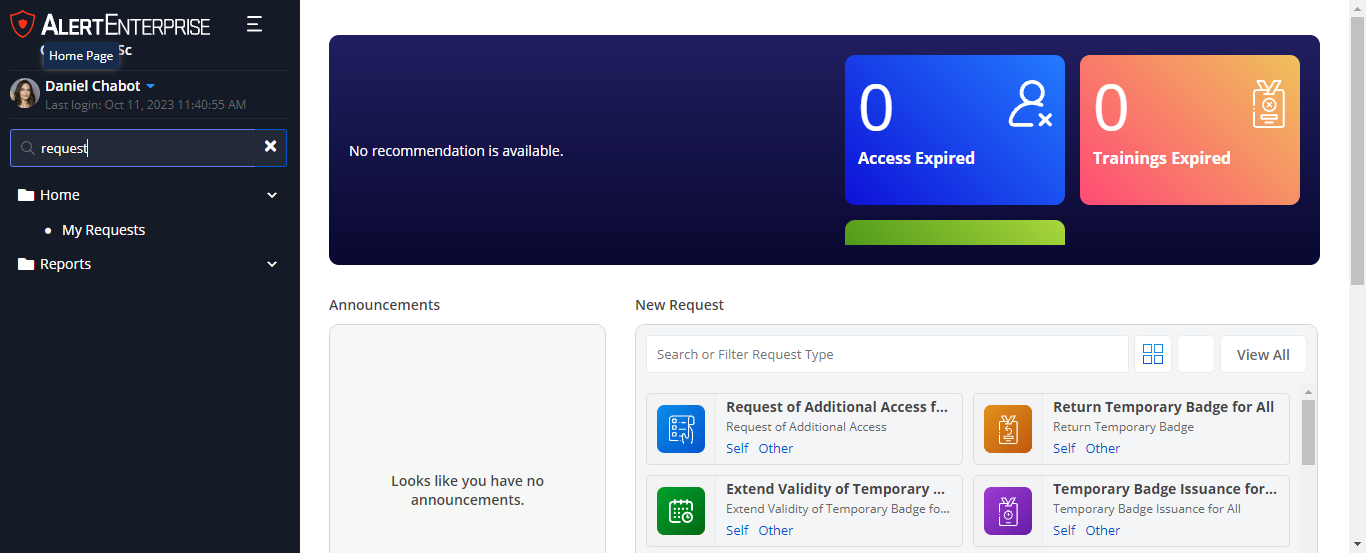 ALERTENTERPRISE
Sc
Home Page
Daniel Chabot
Last login: Oct 11, 2023 11:40:55 AM
request
Home
My Requests
Reports
No recommendation is available.
0
Access Expired
0
Trainings Expired
Announcements
Looks like you have no
announcements.
New Request
Search or Filter Request Type
View All
Request of Additional Access f...
Request of Additional Access
Self Other
Return Temporary Badge for All
Return Temporary Badge
Self Other
Extend Validity of Temporary ...
Extend Validity of Temporary Badge fo...
Self Other
Temporary Badge Issuance for...
Temporary Badge Issuance for All
Self Other